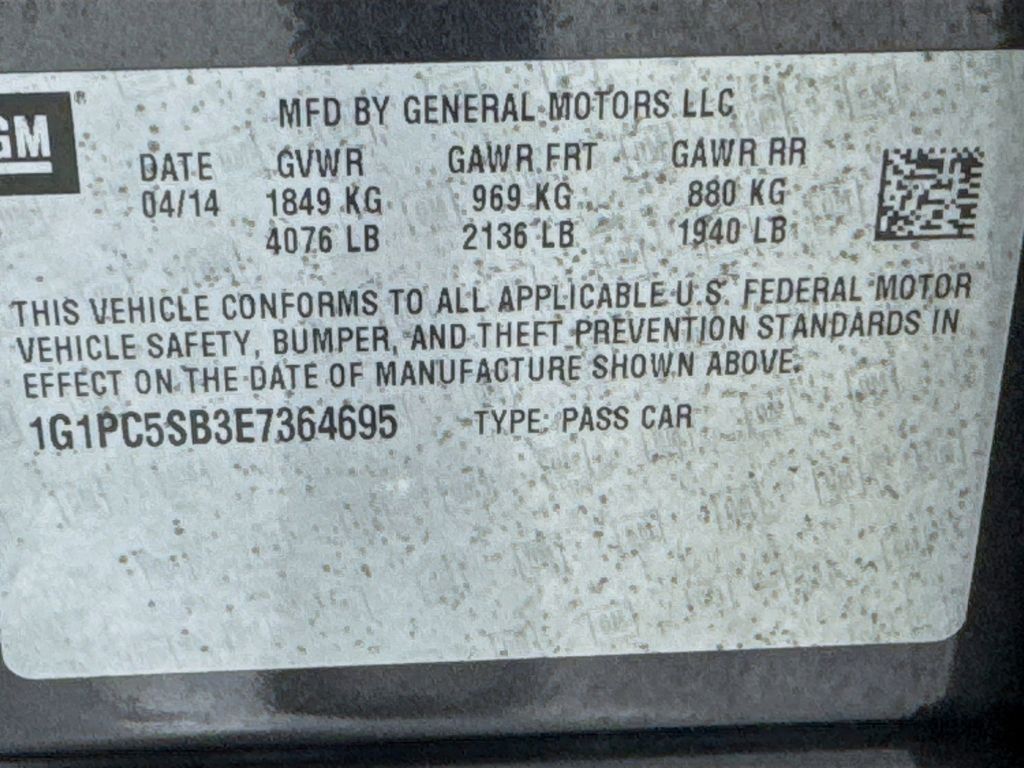 GM
MFD BY GENERAL MOTORS LLC
DATE GVWR GAWR FRT GAWR RR
04/14 1849 KG 969 KG 880 KG
4076 LB 2136 LB 1940 LB
THIS VEHICLE CONFORMS TO ALL APPLICABLE U.S. FEDERAL MOTOR
VEHICLE SAFETY, BUMPER, AND THEFT PREVENTION STANDARDS IN
EFFECT ON THE DATE OF MANUFACTURE SHOWN ABOVE.
1G1PC5SB3E7364695 TYPE: PASS CAR